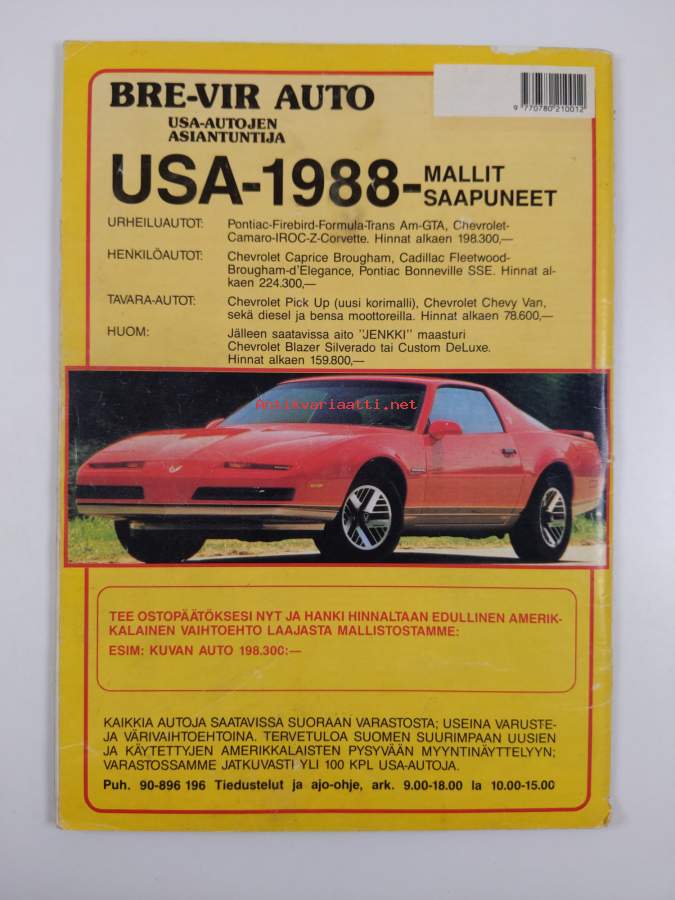 BRE-VIR AUTO
USA-AUTOJEN
ASIANTUNTIJA
9 770780 210012
USA-1988-MALLIT
SAAPUNEET
URHEILUAUTOT: Pontiac-Firebird-Formula-Trans Am-GTA, Chevrolet-
Camaro-IROC-Z-Corvette. Hinnat alkaen 198.300,—
HENKILÖAUTOT: Chevrolet Caprice Brougham, Cadillac Fleetwood-
Brougham-d'Elegance, Pontiac Bonneville SSE. Hinnat al-
kaen 224.300,—
TAVARA-AUTOT: Chevrolet Pick Up (uusi korimalli), Chevrolet Chevy Van,
sekä diesel ja bensa moottoreilla. Hinnat alkaen 78.600,—
HUOM: Jälleen saatavissa aito "JENKKI" maasturi
Chevrolet Blazer Silverado tai Custom DeLuxe.
Hinnat alkaen 159.800,—
Antikvariaatti.net
TEE OSTOPÄÄTÖKSESI NYT JA HANKI HINNALTAAN EDULLINEN AMERIK-
KALAINEN VAIHTOEHTO LAAJASTA MALLISTOSTAMME:
ESIM: KUVAN AUTO 198.300:—
KAIKKIA AUTOJA SAATAVISSA SUORAAN VARASTOSTA; USEINA VARUSTE-
JA VÄRIVAIHTOEHTOINA. TERVETULOA SUOMEN SUURIMPAAN UUSIEN
JA KÄYTETTYJEN AMERIKKALAISTEN PYSYVÄÄN MYYNTINÄYTTELYYN;
VARASTOSSAMME JATKUVASTI YLI 100 KPL USA-AUTOJA.
Puh. 90-896 196 Tiedustelut ja ajo-ohje, ark. 9.00-18.00 la 10.00-15.00